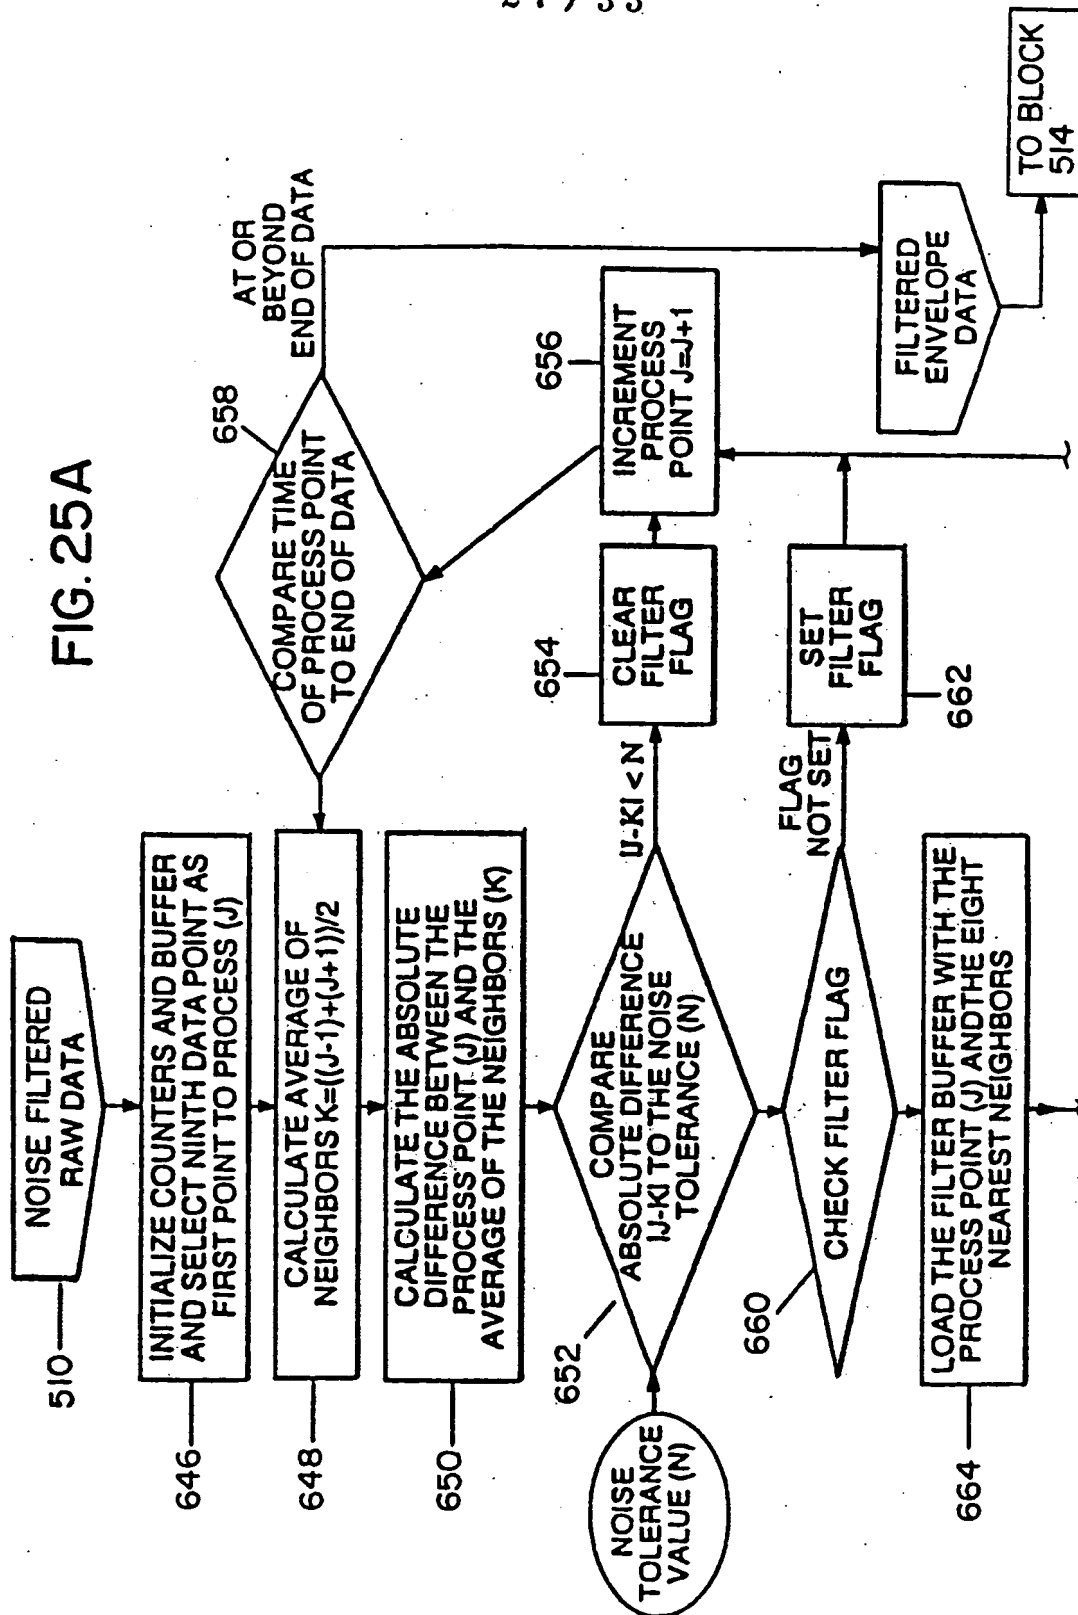 FIG. 25A
510
NOISE FILTERED
RAW DATA
646
INITIALIZE COUNTERS AND BUFFER
AND SELECT NINTH DATA POINT AS
FIRST POINT TO PROCESS (J)
648
CALCULATE AVERAGE OF
NEIGHBORS K=((J-1)+(J+1))/2
650
CALCULATE THE ABSOLUTE
DIFFERENCE BETWEEN THE
PROCESS POINT (J) AND THE
AVERAGE OF THE NEIGHBORS (K)
NOISE
TOLERANCE
VALUE (N)
652
COMPARE
ABSOLUTE DIFFERENCE
|J-K| TO THE NOISE
TOLERANCE (N)
|J-K| < N
654
CLEAR
FILTER
FLAG
656
INCREMENT
PROCESS
POINT J=J+1
658
COMPARE TIME
OF PROCESS POINT
TO END OF DATA
AT OR
BEYOND
END OF DATA
660
CHECK FILTER FLAG
FLAG
NOT SET
SET
FILTER
FLAG
662
664
LOAD THE FILTER BUFFER WITH THE
PROCESS POINT (J) ANDTHE EIGHT
NEAREST NEIGHBORS
FILTERED
ENVELOPE
DATA
TO BLOCK
514